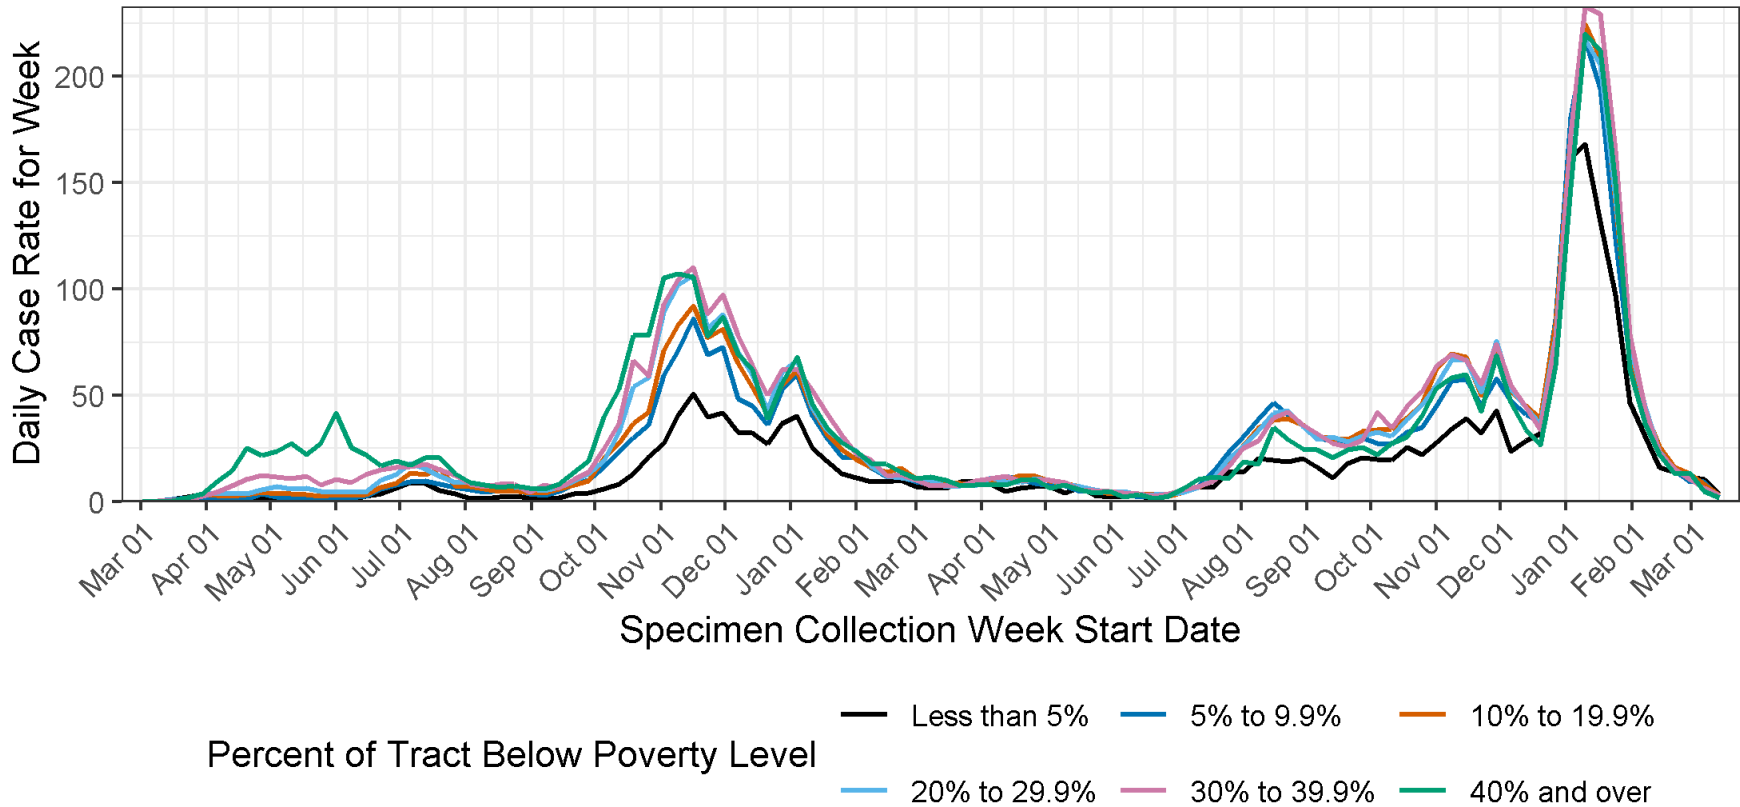 Daily Case Rate for Week
200
150
100
50
0
Mar 01
Apr 01
May 01
Jun 01
Jul 01
Aug 01
Sep 01
Oct 01
Nov 01
Dec 01
Jan 01
Feb 01
Mar 01
Apr 01
May 01
Jun 01
Jul 01
Aug 01
Sep 01
Oct 01
Nov 01
Dec 01
Jan 01
Feb 01
Mar 01
Specimen Collection Week Start Date
Percent of Tract Below Poverty Level
Less than 5%
5% to 9.9%
10% to 19.9%
20% to 29.9%
30% to 39.9%
40% and over